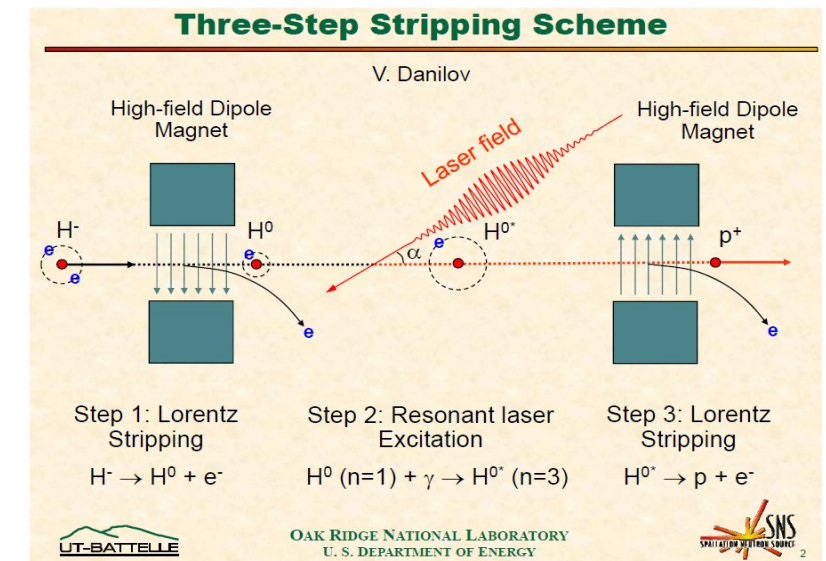 Three-Step Stripping Scheme
V. Danilov
High-field Dipole
Magnet
High-field Dipole
Magnet
Laser field
H⁻
H⁰
H⁰*
p⁺
e
e
e
e
α
e
e
Step 1: Lorentz
Stripping
H⁻ → H⁰ + e⁻
Step 2: Resonant laser
Excitation
H⁰ (n=1) + γ → H⁰* (n=3)
Step 3: Lorentz
Stripping
H⁰* → p + e⁻
UT-BATTELLE
OAK RIDGE NATIONAL LABORATORY
U. S. DEPARTMENT OF ENERGY
SNS
SPALLATION NEUTRON SOURCE
2